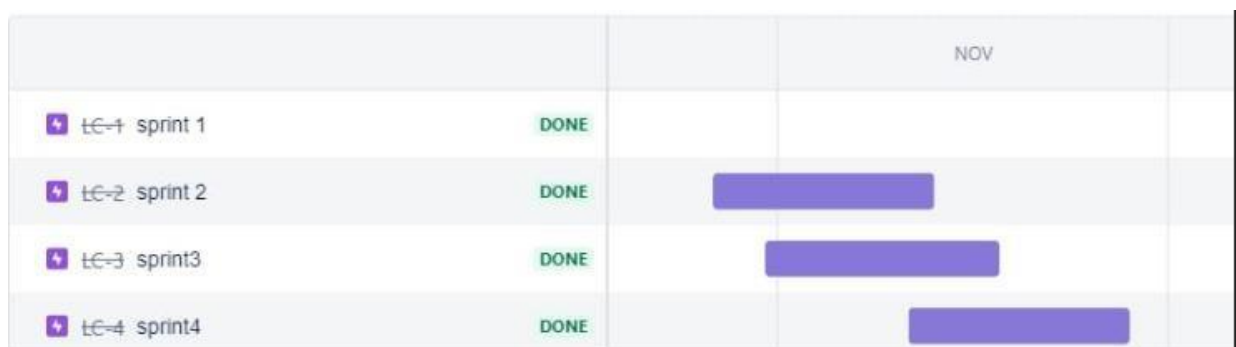 NOV
LC-1 sprint 1 DONE
LC-2 sprint 2 DONE
LC-3 sprint3 DONE
LC-4 sprint4 DONE